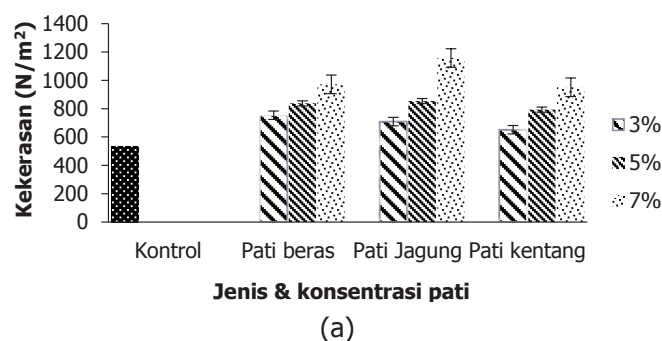 Kekerasan (N/m²)
1400
1200
1000
800
600
400
200
0
3%
5%
7%
Kontrol Pati beras Pati Jagung Pati kentang
Jenis & konsentrasi pati
(a)